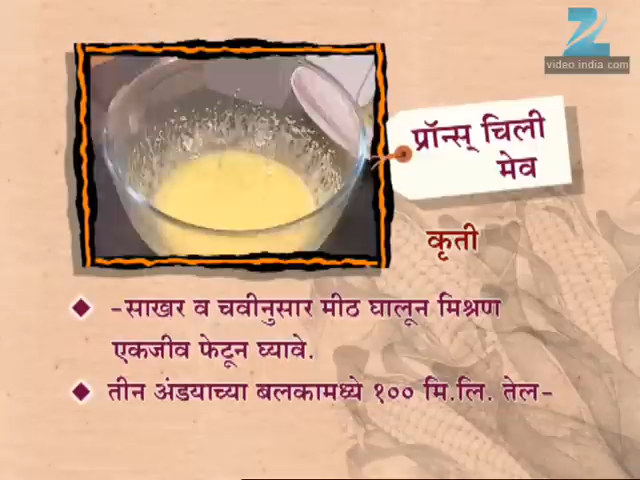 Z
video.india.com
प्रॉन्स् चिली
मेव
कृती
-साखर व चवीनुसार मीठ घालून मिश्रण
एकजीव फेटून घ्यावे.
तीन अंडयाच्या बलकामध्ये १०० मि.लि. तेल-